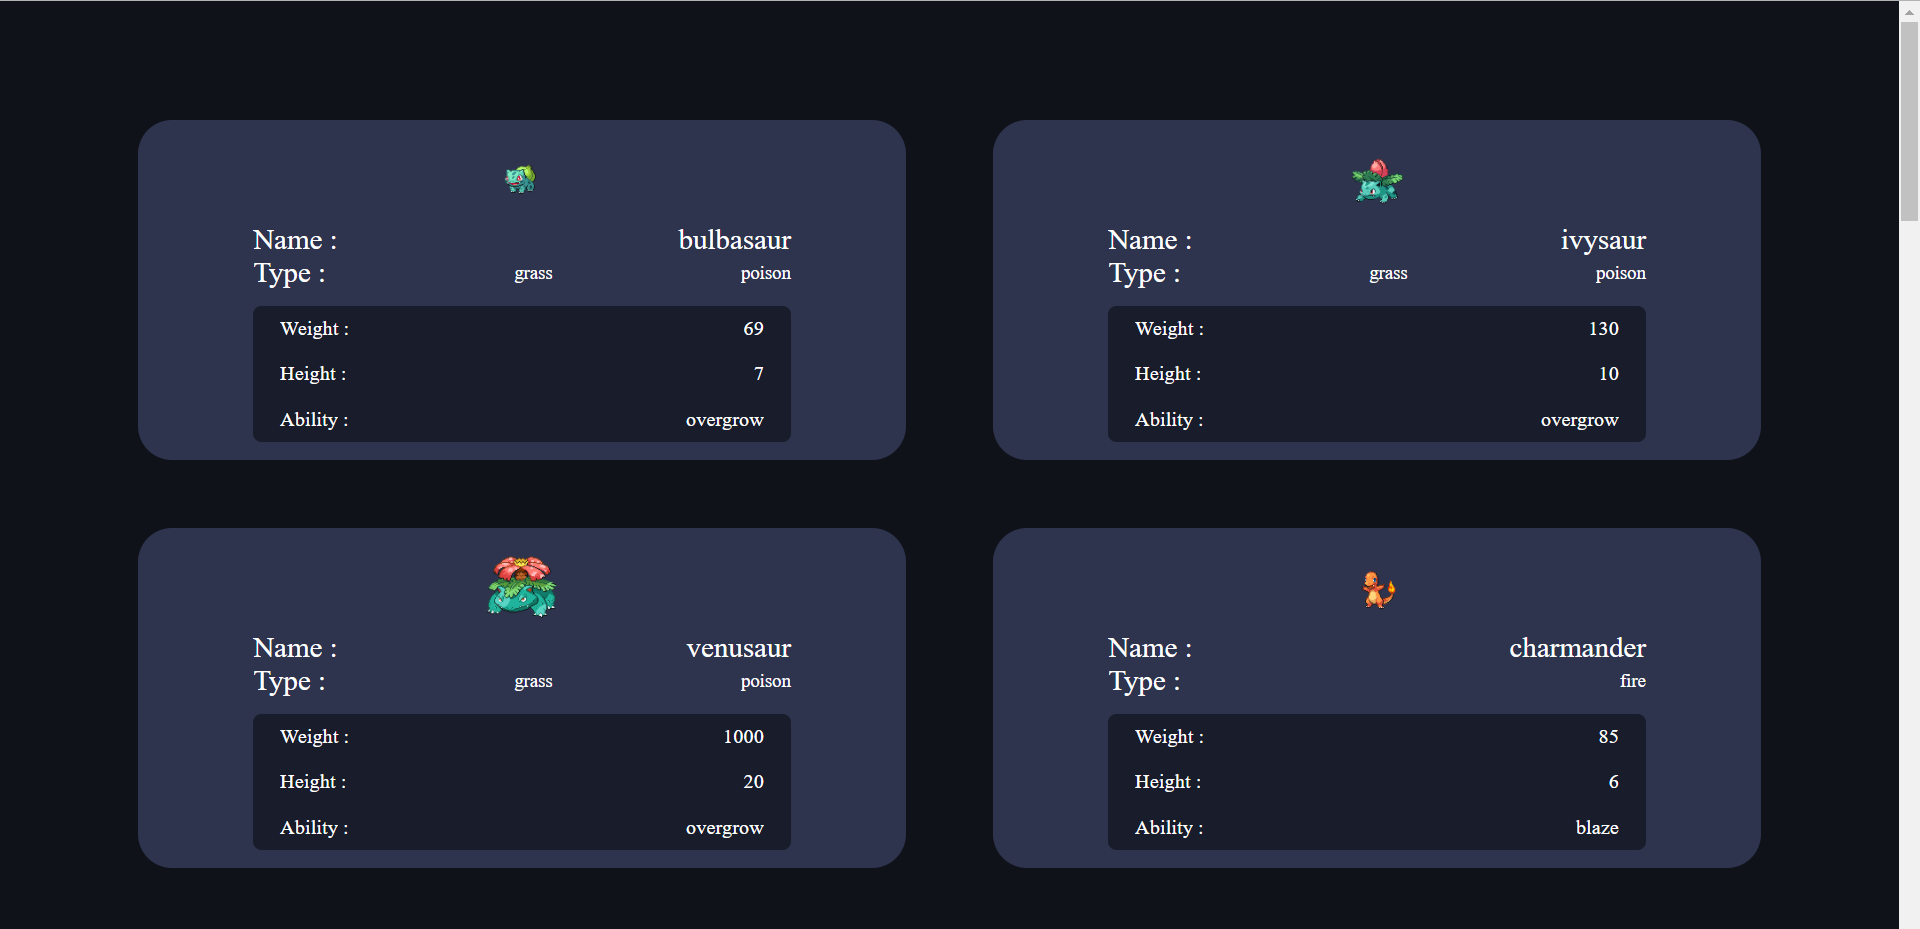 Name : bulbasaur
Type : grass poison
Weight : 69
Height : 7
Ability : overgrow
Name : ivysaur
Type : grass poison
Weight : 130
Height : 10
Ability : overgrow
Name : venusaur
Type : grass poison
Weight : 1000
Height : 20
Ability : overgrow
Name : charmander
Type : fire
Weight : 85
Height : 6
Ability : blaze